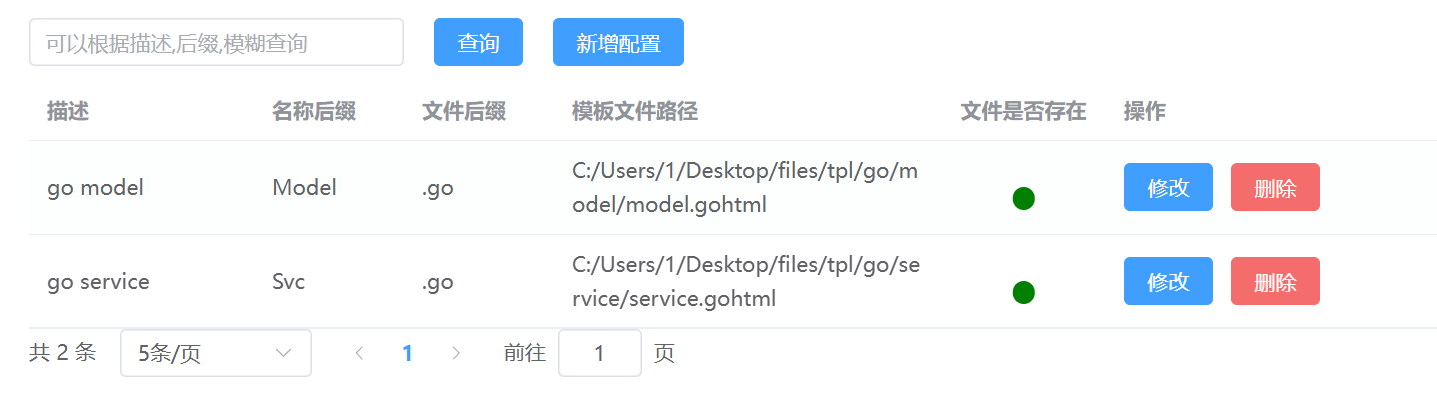 可以根据描述,后缀,模糊查询 查询 新增配置
描述 名称后缀 文件后缀 模板文件路径 文件是否存在 操作
go model Model .go C:/Users/1/Desktop/files/tpl/go/m 修改 删除
odel/model.gohtml
go service Svc .go C:/Users/1/Desktop/files/tpl/go/se 修改 删除
rvice/service.gohtml
共 2 条 5条/页 1 前往 1 页